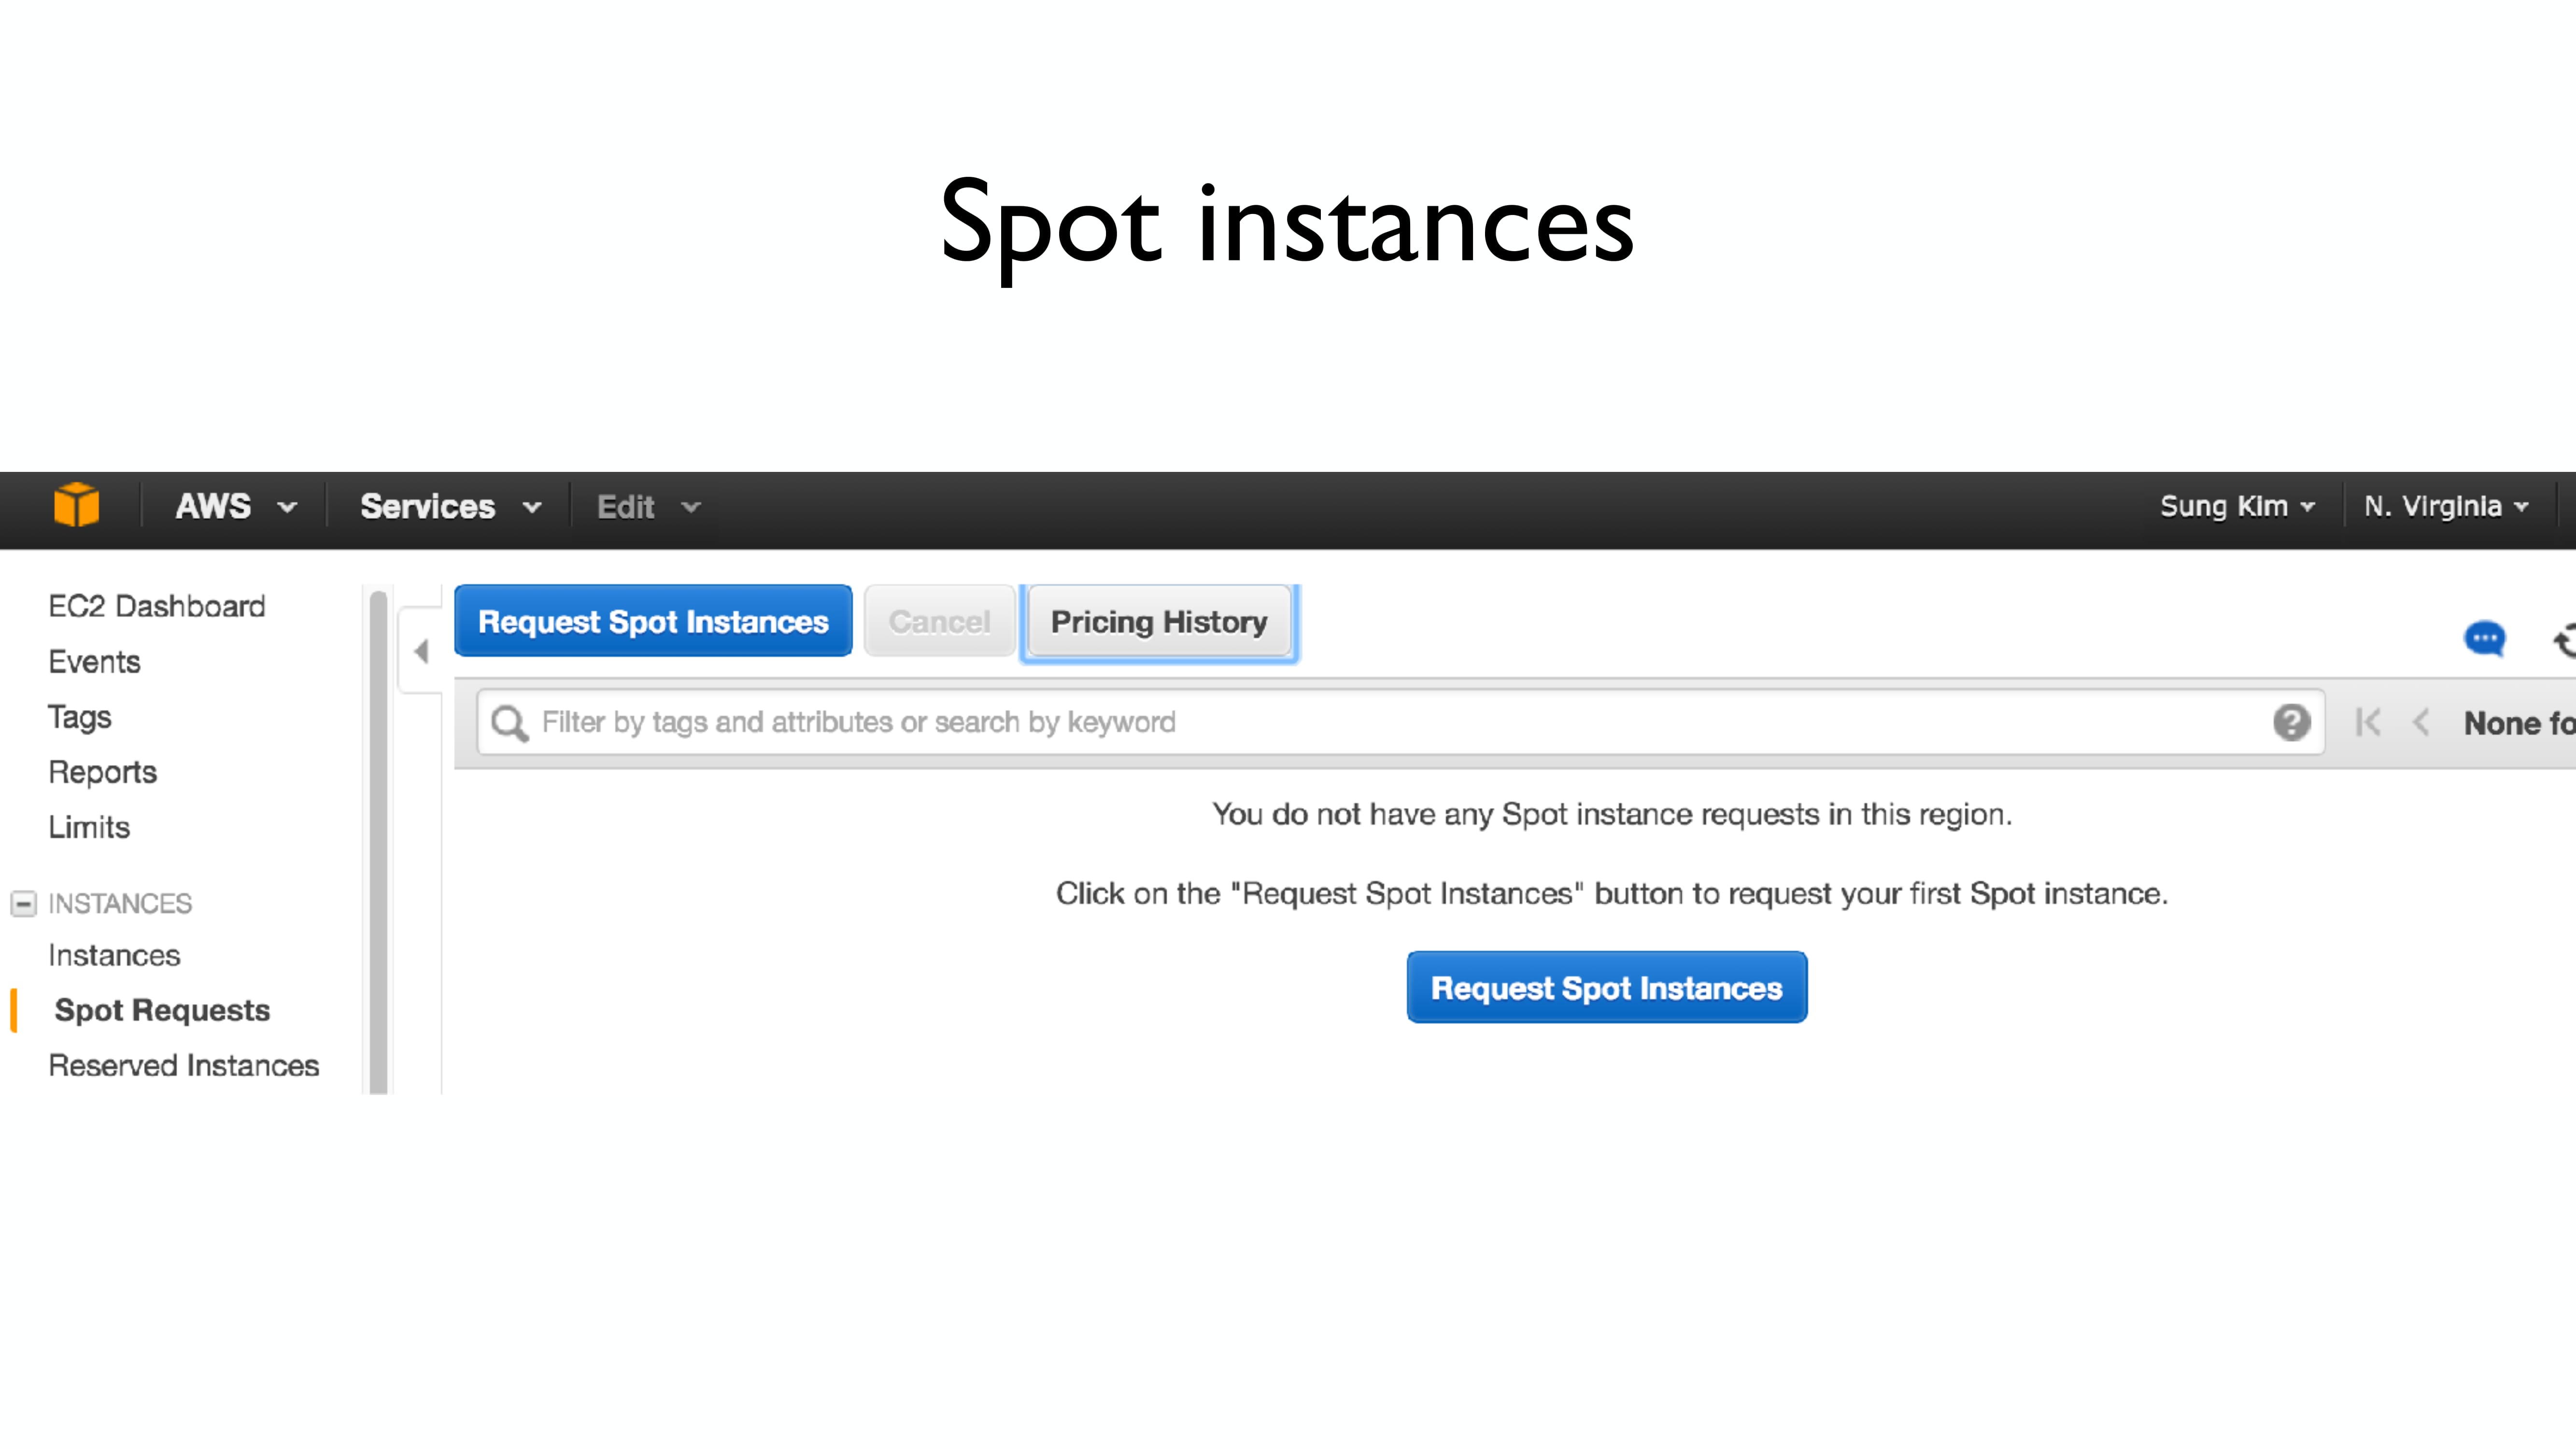 Spot instances
AWS Services Edit Sung Kim N. Virginia
EC2 Dashboard
Events
Tags
Reports
Limits
INSTANCES
Instances
Spot Requests
Reserved Instances
Request Spot Instances Cancel Pricing History
Filter by tags and attributes or search by keyword None fo
You do not have any Spot instance requests in this region.
Click on the "Request Spot Instances" button to request your first Spot instance.
Request Spot Instances